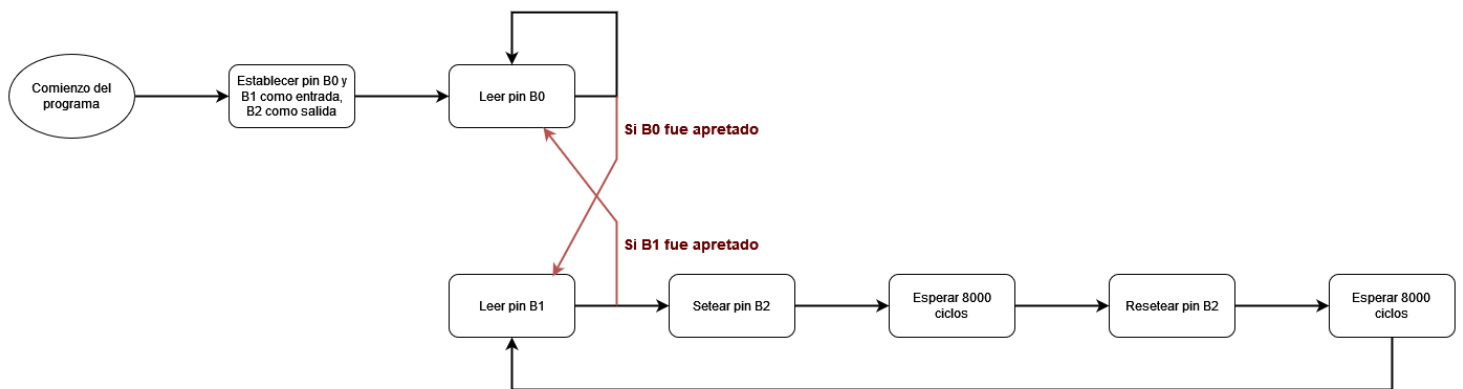 Comienzo del
programa
Establecer pin B0 y
B1 como entrada,
B2 como salida
Leer pin B0
Si B0 fue apretado
Si B1 fue apretado
Leer pin B1
Setear pin B2
Esperar 8000
ciclos
Resetear pin B2
Esperar 8000
ciclos